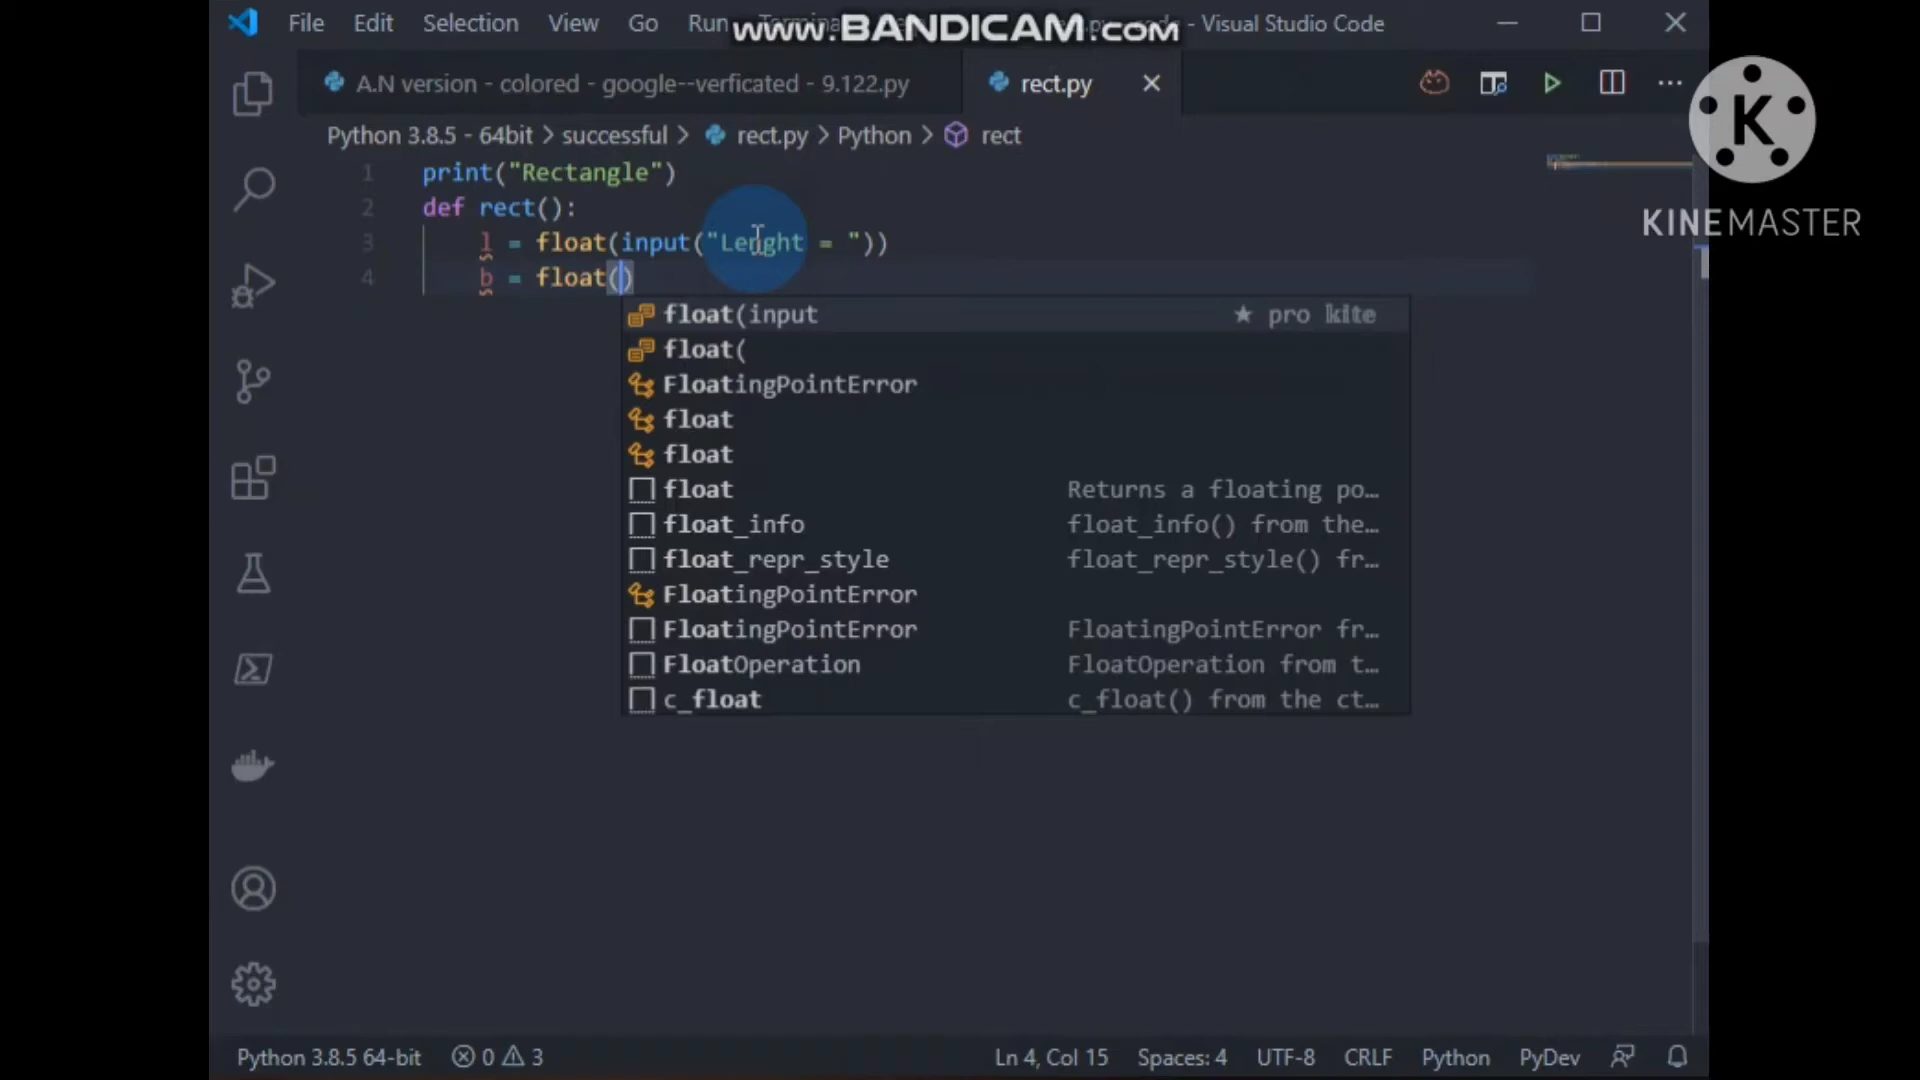 File Edit Selection View Go Run
www.BANDICAM.com
- Visual Studio Code
A.N version - colored - google--verficated - 9.122.py
rect.py
K
KINEMASTER
Python 3.8.5 - 64bit > successful > rect.py > Python > rect
1 print("Rectangle")
2 def rect():
3 l = float(input("Lenght = "))
4 b = float()
float(input ★ pro kite
float(
FloatingPointError
float
float
float Returns a floating po…
float_info float_info() from the…
float_repr_style float_repr_style() fr…
FloatingPointError
FloatingPointError FloatingPointError fr…
FloatOperation FloatOperation from t…
c_float c_float() from the ct…
Python 3.8.5 64-bit 0 3 Ln 4, Col 15 Spaces: 4 UTF-8 CRLF Python PyDev